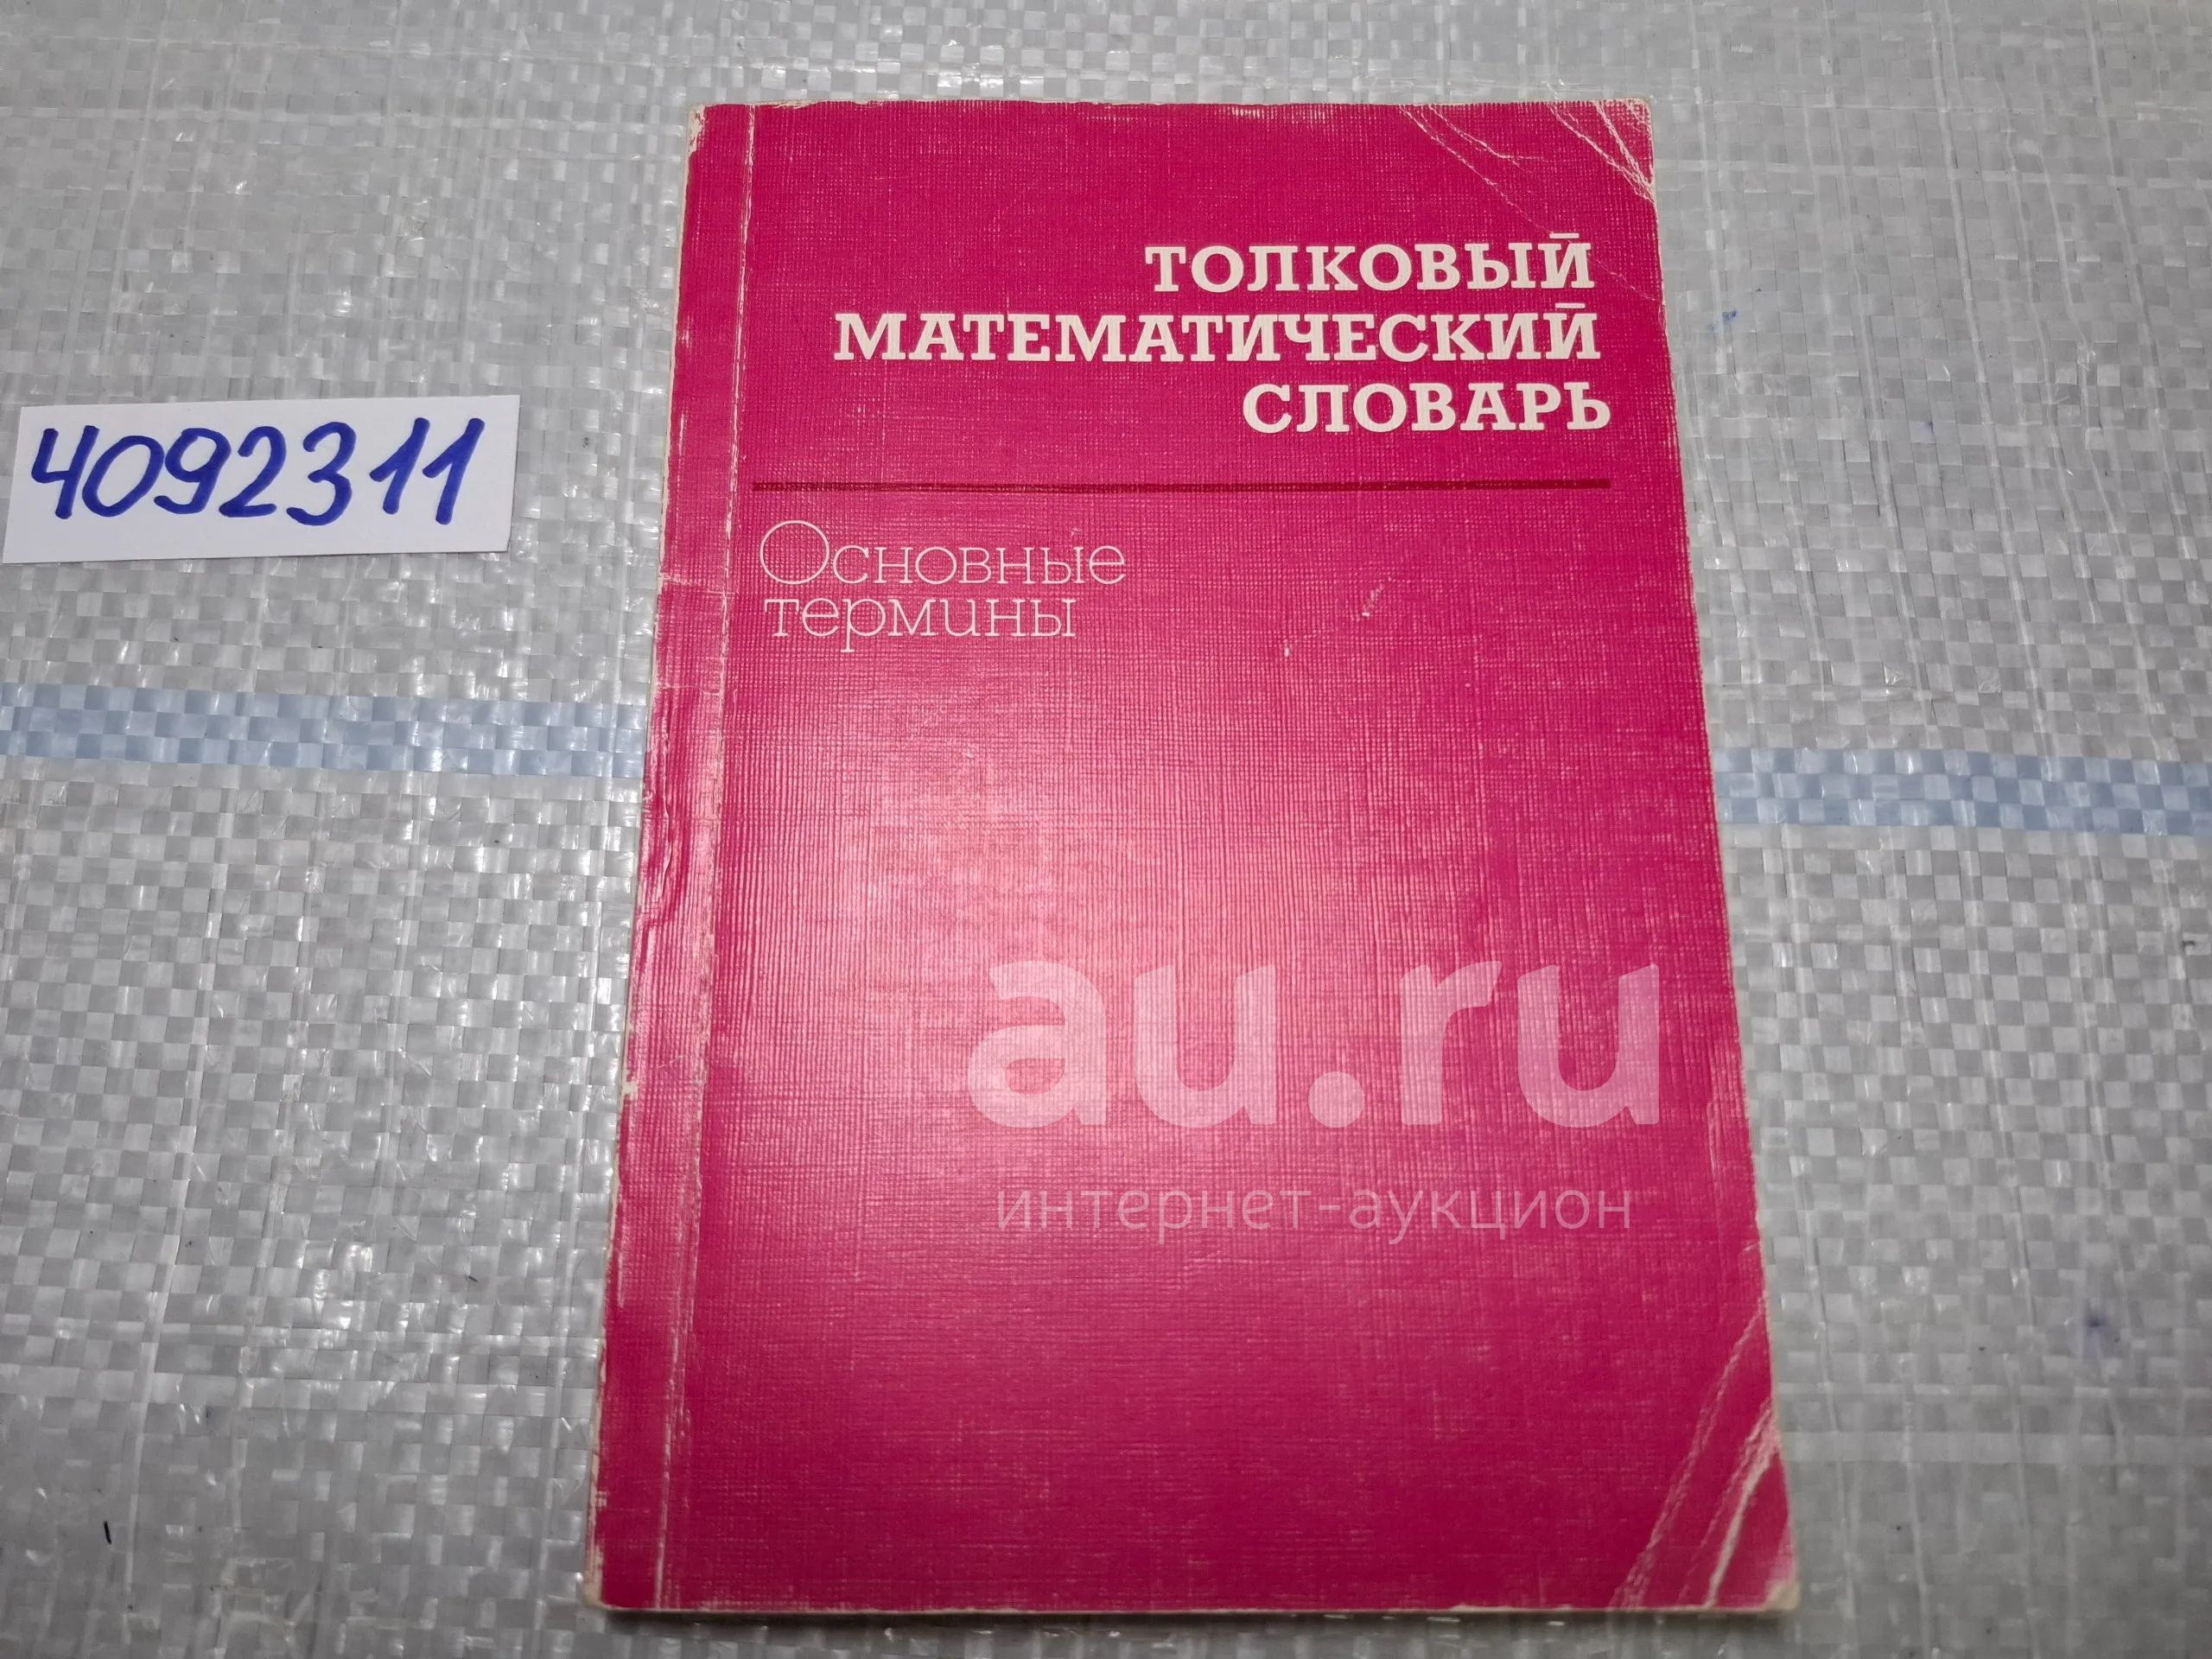 ТОЛКОВЫЙ
МАТЕМАТИЧЕСКИЙ
СЛОВАРЬ
4092311
Основные
термины
au.ru
интернет-аукцион